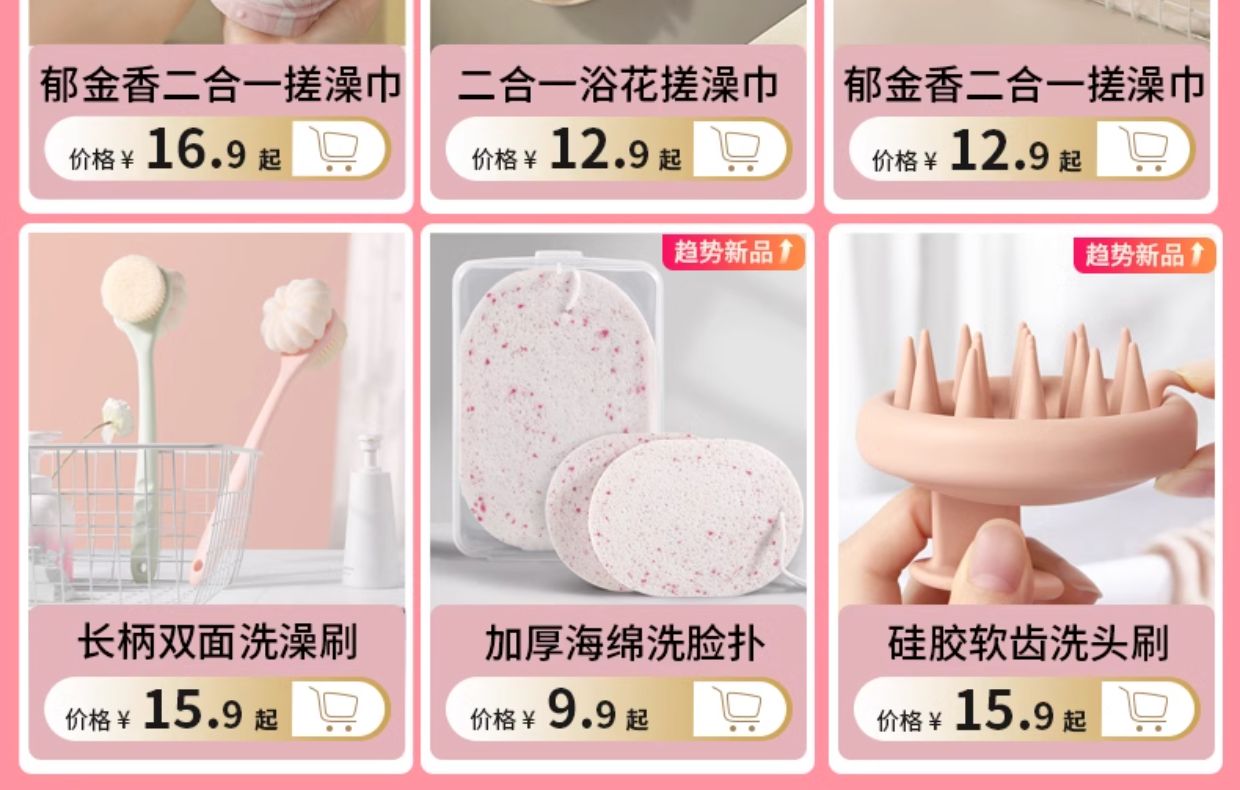 郁金香二合一搓澡巾
价格¥ 16.9 起
二合一浴花搓澡巾
价格¥ 12.9 起
郁金香二合一搓澡巾
价格¥ 12.9 起
长柄双面洗澡刷
价格¥ 15.9 起
趋势新品
加厚海绵洗脸扑
价格¥ 9.9 起
趋势新品
硅胶软齿洗头刷
价格¥ 15.9 起